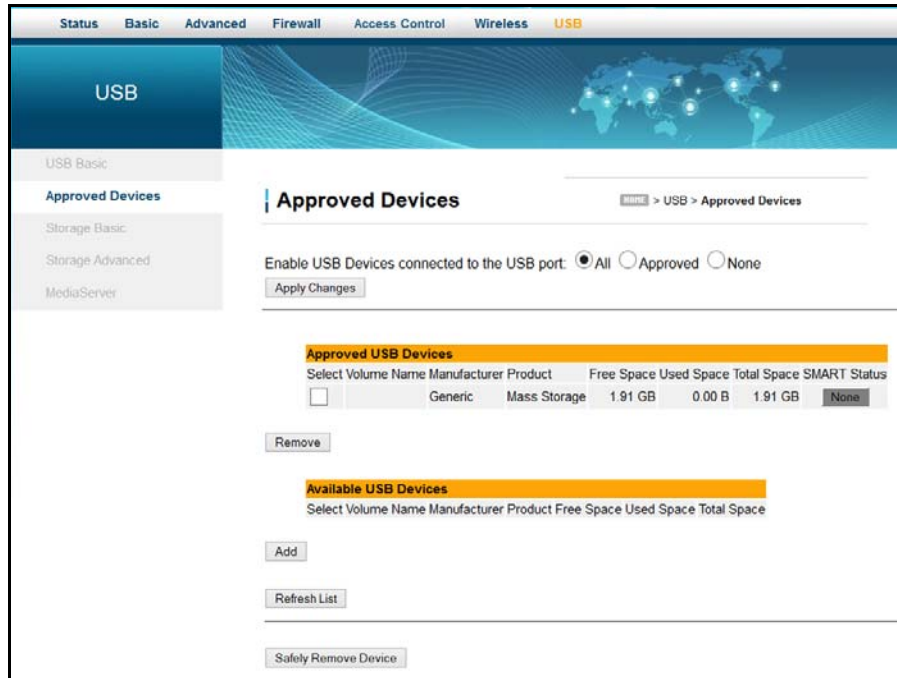 Status Basic Advanced Firewall Access Control Wireless USB
USB
USB Basic
Approved Devices
Storage Basic
Storage Advanced
MediaServer
Approved Devices
HOME > USB > Approved Devices
Enable USB Devices connected to the USB port: All Approved None
Apply Changes
Approved USB Devices
Select Volume Name Manufacturer Product Free Space Used Space Total Space SMART Status
Generic Mass Storage 1.91 GB 0.00 B 1.91 GB None
Remove
Available USB Devices
Select Volume Name Manufacturer Product Free Space Used Space Total Space
Add
Refresh List
Safely Remove Device